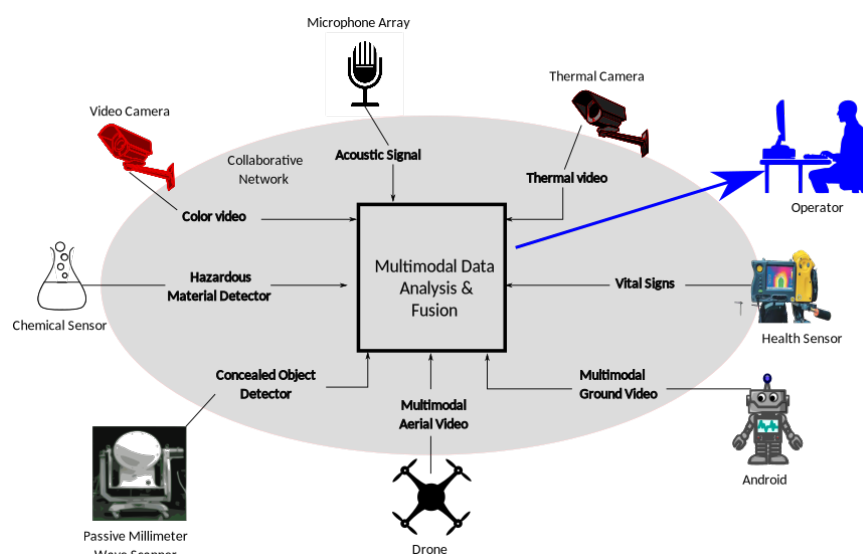 Microphone Array
Thermal Camera
Video Camera
Collaborative
Network
Acoustic Signal
Thermal video
Color video
Operator
Multimodal Data
Analysis &
Fusion
Hazardous
Material Detector
Vital Signs
Chemical Sensor
Health Sensor
Concealed Object
Detector
Multimodal
Aerial Video
Multimodal
Ground Video
Android
Passive Millimeter
Wave Scanner
Drone